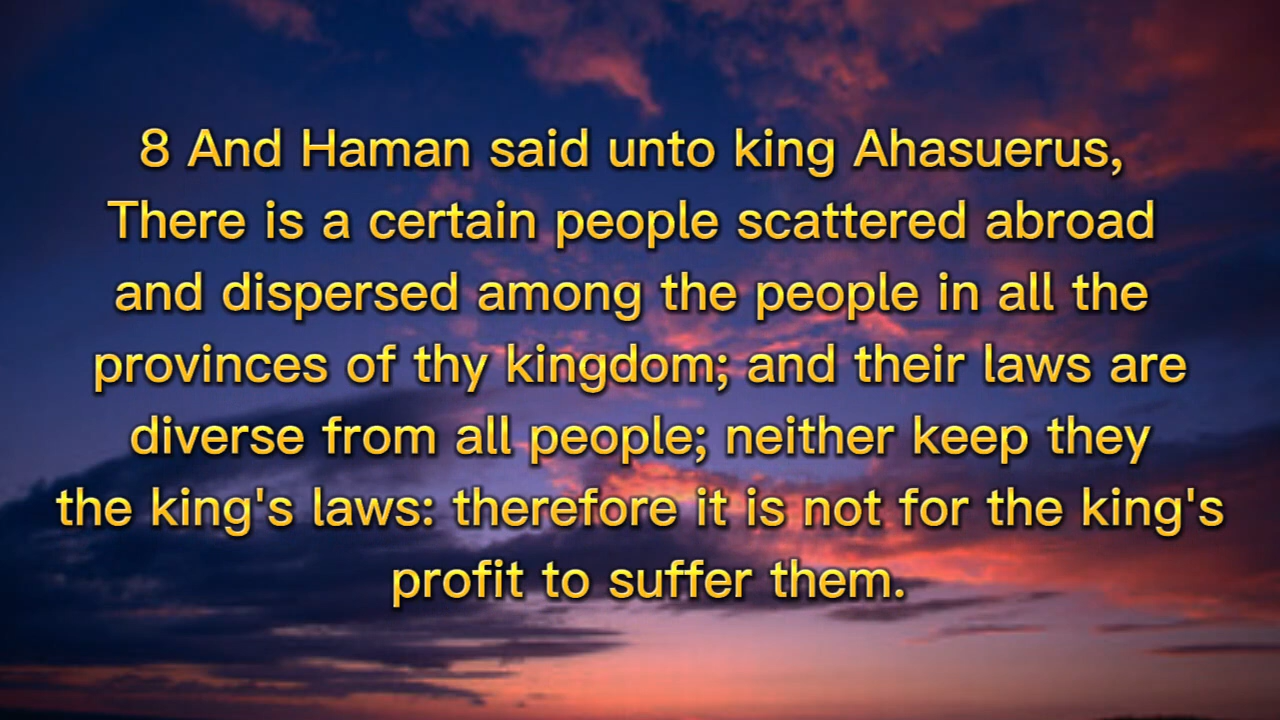 8 And Haman said unto king Ahasuerus,
There is a certain people scattered abroad
and dispersed among the people in all the
provinces of thy kingdom; and their laws are
diverse from all people; neither keep they
the king's laws: therefore it is not for the king's
profit to suffer them.